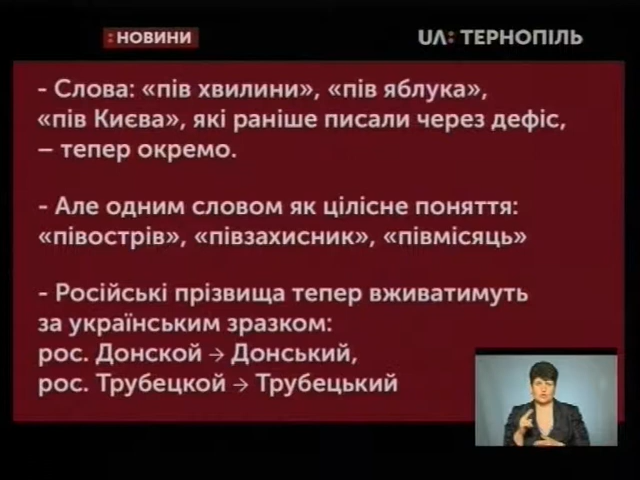 :НОВИНИ
UA: ТЕРНОПІЛЬ
- Слова: «пів хвилини», «пів яблука»,
«пів Києва», які раніше писали через дефіс,
– тепер окремо.
- Але одним словом як цілісне поняття:
«півострів», «півзахисник», «півмісяць»
- Російські прізвища тепер вживатимуть
за українським зразком:
рос. Донской → Донський,
рос. Трубецкой → Трубецький